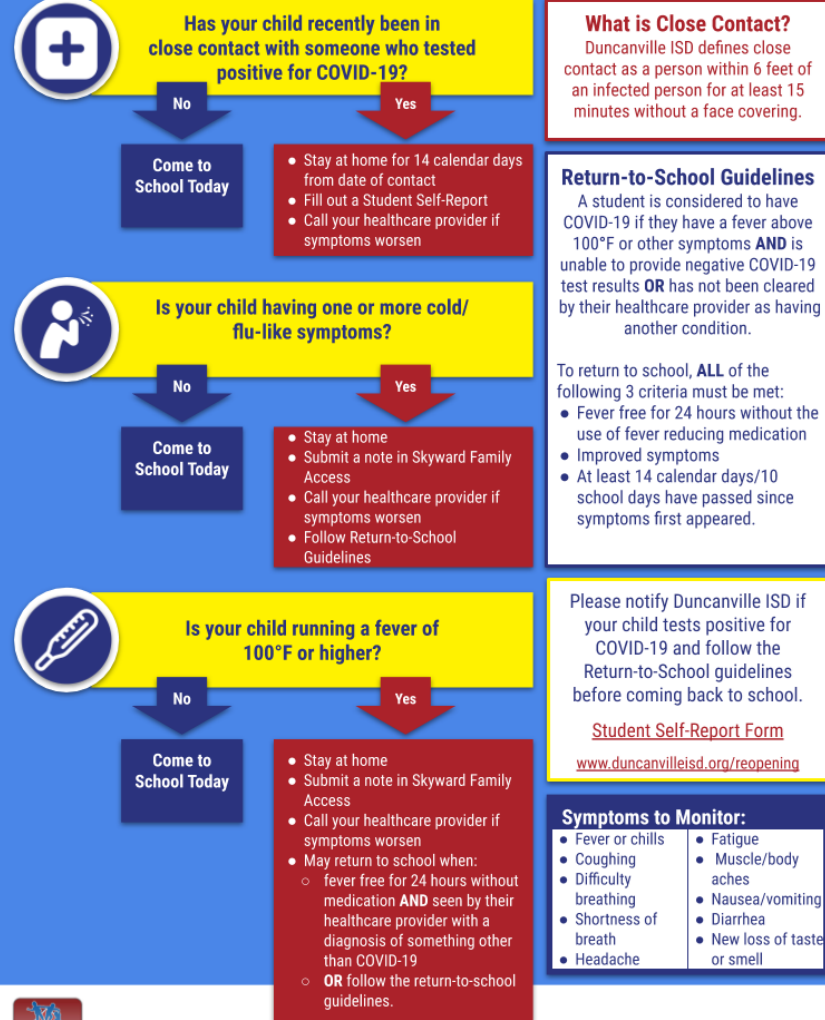 Has your child recently been in
close contact with someone who tested
positive for COVID-19?
No
Yes
Come to
School Today
● Stay at home for 14 calendar days
from date of contact
● Fill out a Student Self-Report
● Call your healthcare provider if
symptoms worsen
Is your child having one or more cold/
flu-like symptoms?
No
Yes
Come to
School Today
● Stay at home
● Submit a note in Skyward Family
Access
● Call your healthcare provider if
symptoms worsen
● Follow Return-to-School
Guidelines
Is your child running a fever of
100°F or higher?
No
Yes
Come to
School Today
● Stay at home
● Submit a note in Skyward Family
Access
● Call your healthcare provider if
symptoms worsen
● May return to school when:
○ fever free for 24 hours without
medication AND seen by their
healthcare provider with a
diagnosis of something other
than COVID-19
○ OR follow the return-to-school
guidelines.
What is Close Contact?
Duncanville ISD defines close
contact as a person within 6 feet of
an infected person for at least 15
minutes without a face covering.
Return-to-School Guidelines
A student is considered to have
COVID-19 if they have a fever above
100°F or other symptoms AND is
unable to provide negative COVID-19
test results OR has not been cleared
by their healthcare provider as having
another condition.
To return to school, ALL of the
following 3 criteria must be met:
● Fever free for 24 hours without the
use of fever reducing medication
● Improved symptoms
● At least 14 calendar days/10
school days have passed since
symptoms first appeared.
Please notify Duncanville ISD if
your child tests positive for
COVID-19 and follow the
Return-to-School guidelines
before coming back to school.
Student Self-Report Form
www.duncanvilleisd.org/reopening
Symptoms to Monitor:
● Fever or chills
● Coughing
● Difficulty
breathing
● Shortness of
breath
● Headache
● Fatigue
● Muscle/body
aches
● Nausea/vomiting
● Diarrhea
● New loss of taste
or smell